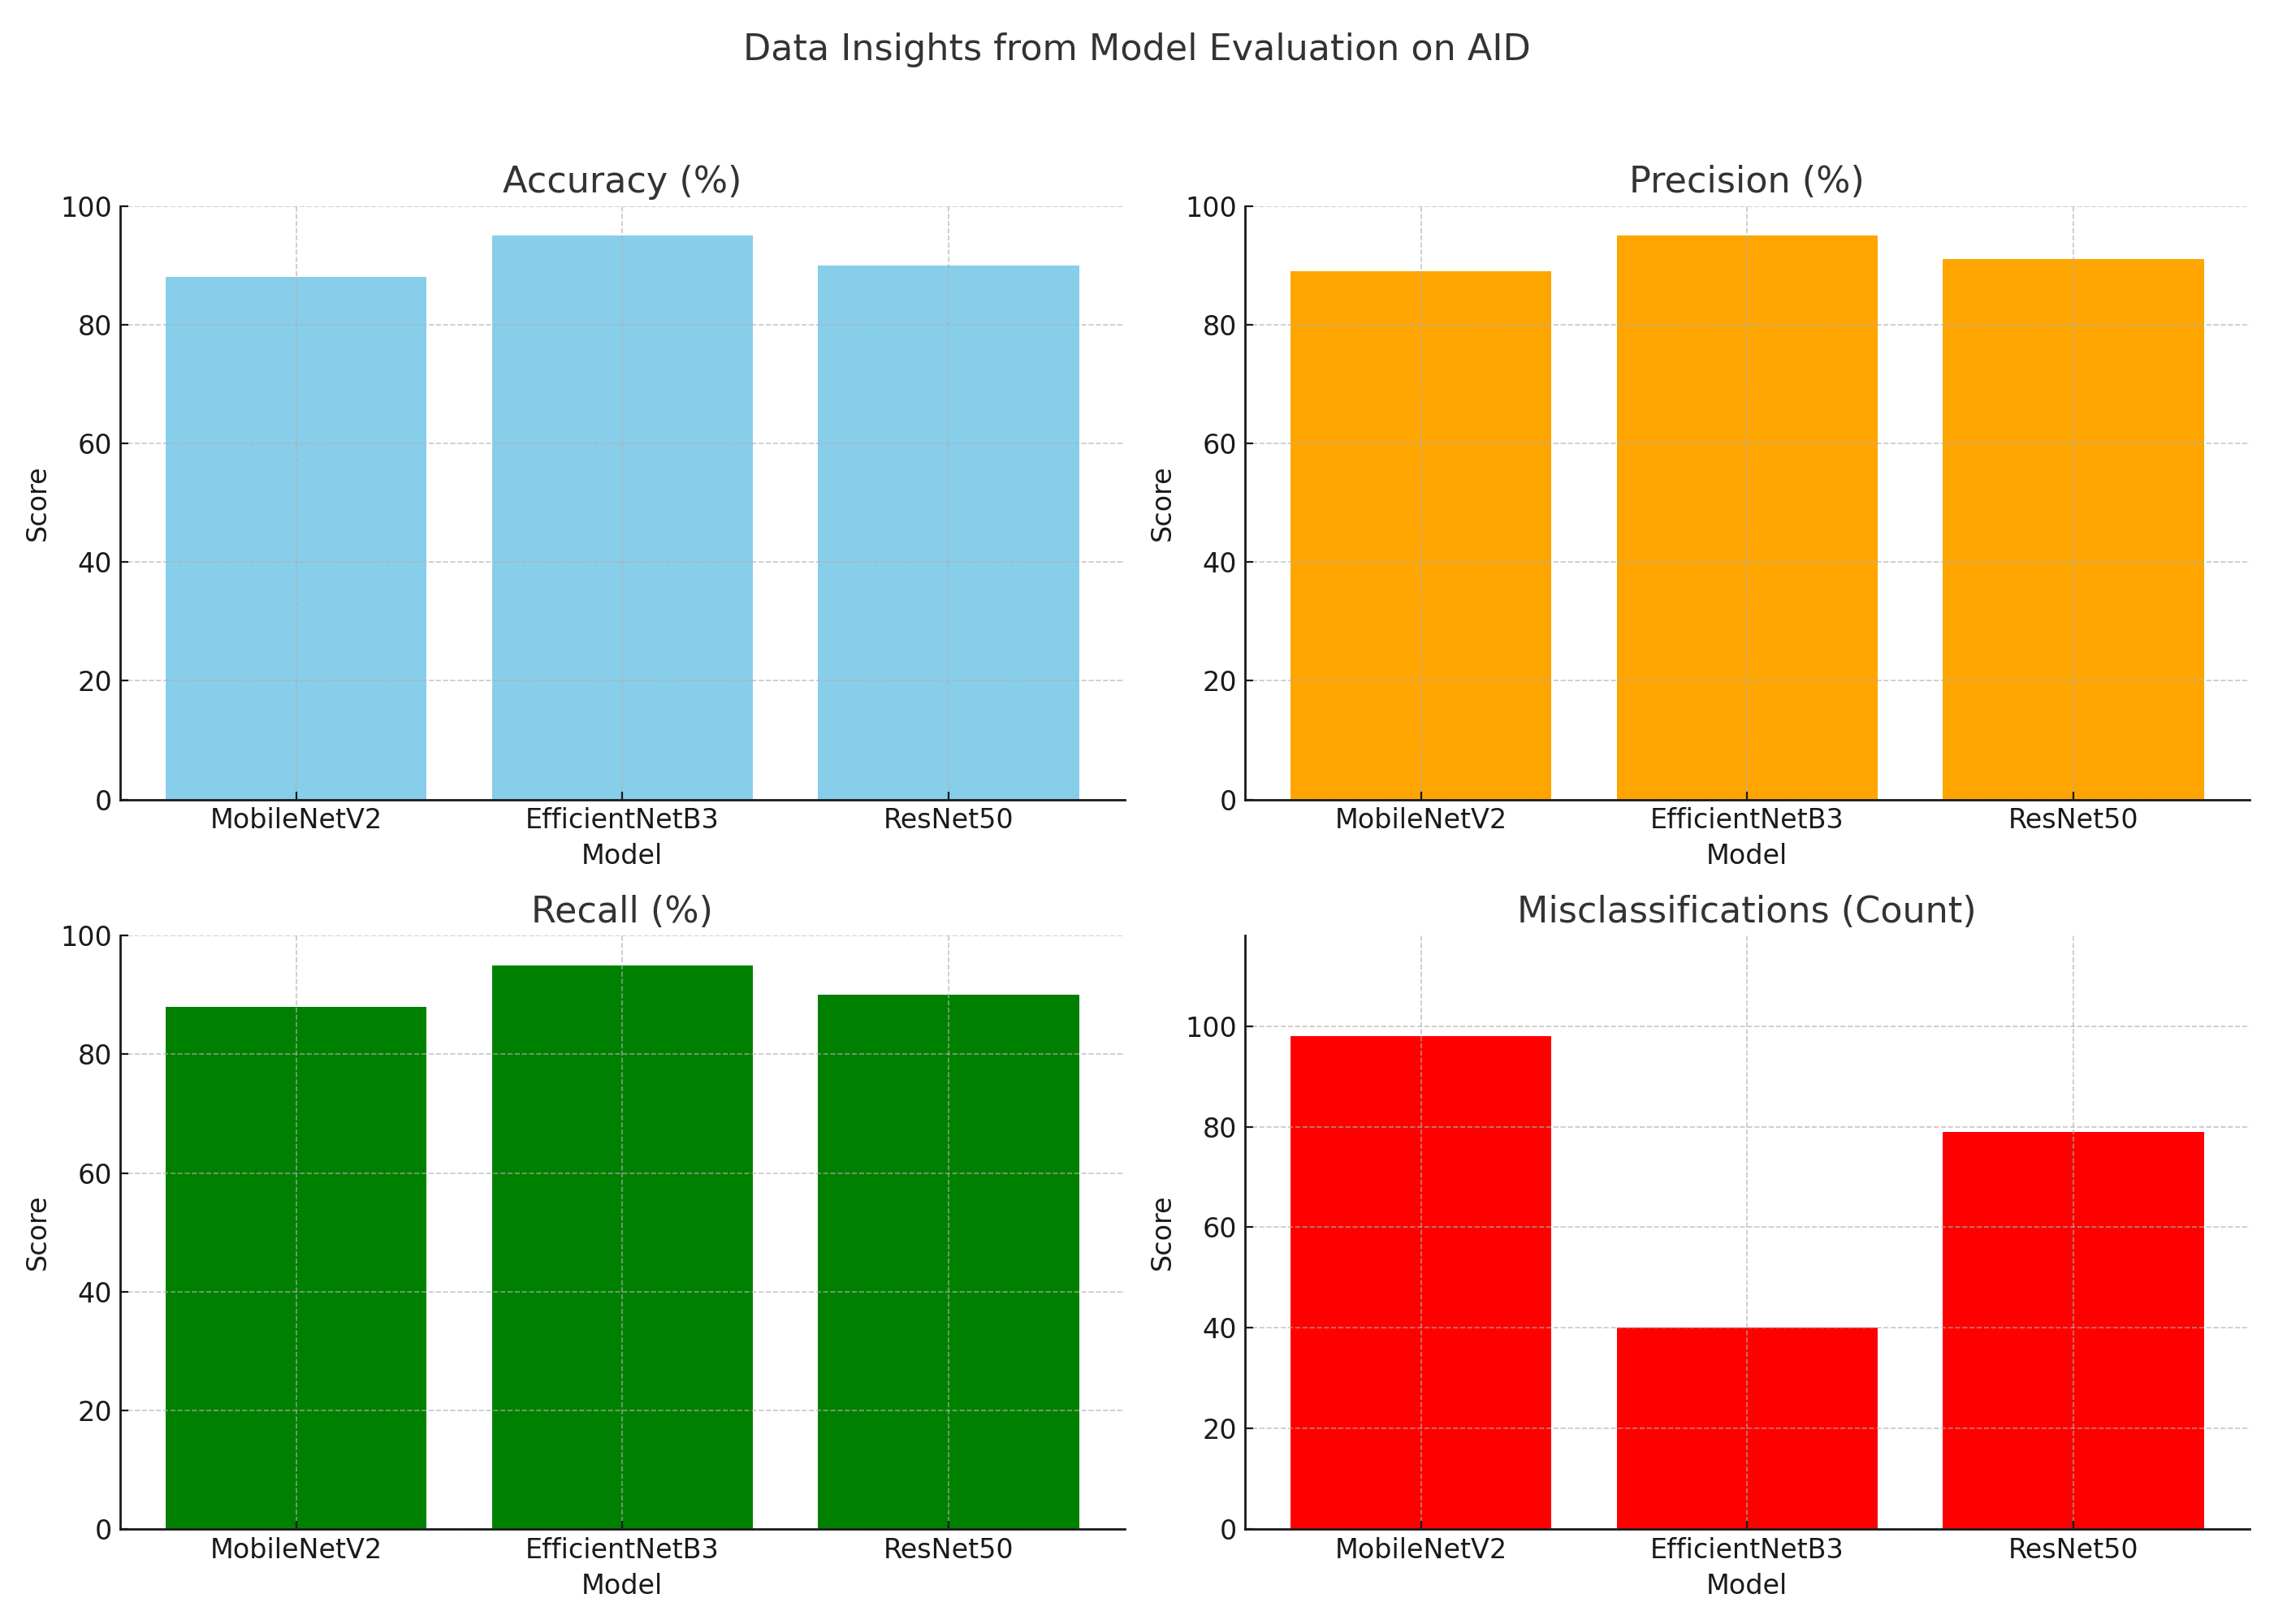 Data Insights from Model Evaluation on AID
Accuracy (%)
100
80
60
40
20
0
Score
MobileNetV2 EfficientNetB3 ResNet50
Model
Precision (%)
100
80
60
40
20
0
Score
MobileNetV2 EfficientNetB3 ResNet50
Model
Recall (%)
100
80
60
40
20
0
Score
MobileNetV2 EfficientNetB3 ResNet50
Model
Misclassifications (Count)
100
80
60
40
20
0
Score
MobileNetV2 EfficientNetB3 ResNet50
Model